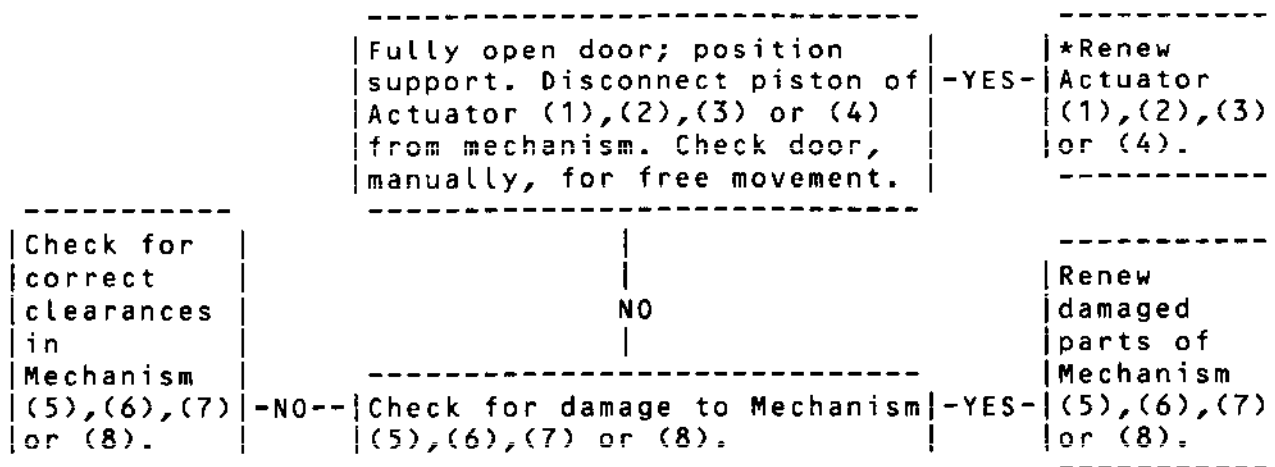 Fully open door; position
support. Disconnect piston of
Actuator (1),(2),(3) or (4)
from mechanism. Check door,
manually, for free movement.
-YES-
*Renew
Actuator
(1),(2),(3)
or (4).
NO
Check for
correct
clearances
in
Mechanism
(5),(6),(7)
or (8).
-NO--
Check for damage to Mechanism
(5),(6),(7) or (8).
-YES-
Renew
damaged
parts of
Mechanism
(5),(6),(7)
or (8).